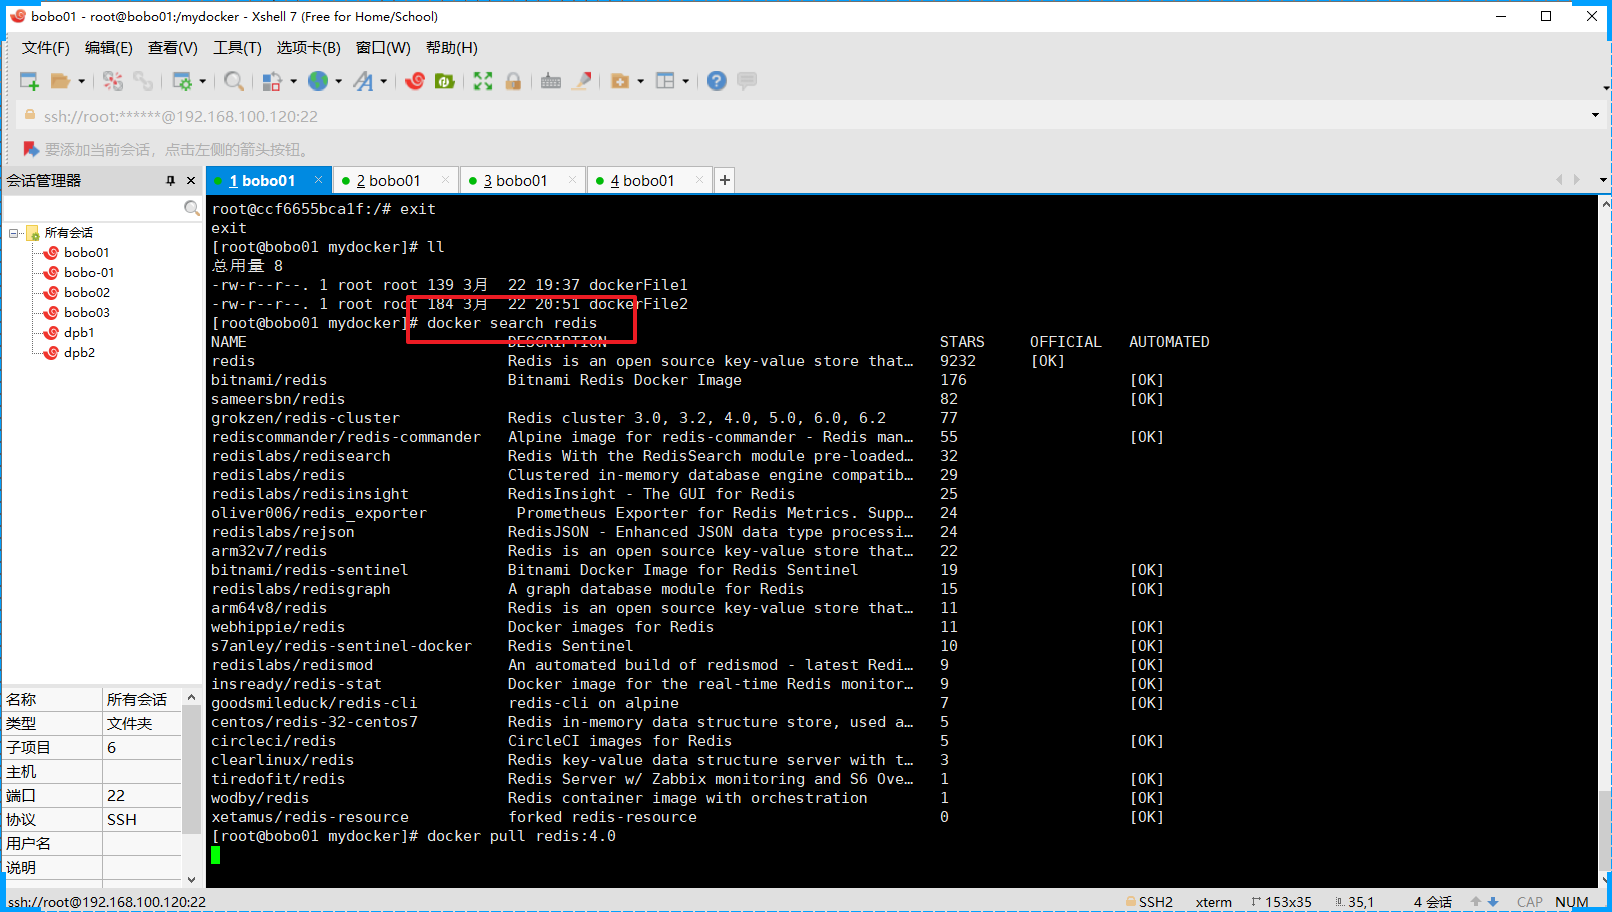 bobo01 - root@bobo01:/mydocker - Xshell 7 (Free for Home/School)
文件(F) 编辑(E) 查看(V) 工具(T) 选项卡(B) 窗口(W) 帮助(H)
ssh://root:******@192.168.100.120:22
要添加当前会话，点击左侧的箭头按钮。
会话管理器
1 bobo01
2 bobo01
3 bobo01
4 bobo01
所有会话
bobo01
bobo-01
bobo02
bobo03
dpb1
dpb2
名称 所有会话
类型 文件夹
子项目 6
主机
端口 22
协议 SSH
用户名
说明
root@ccf6655bca1f:/# exit
exit
[root@bobo01 mydocker]# ll
总用量 8
-rw-r--r--. 1 root root 139 3月  22 19:37 dockerFile1
-rw-r--r--. 1 root root 184 3月  22 20:51 dockerFile2
[root@bobo01 mydocker]# docker search redis
NAME DESCRIPTION STARS OFFICIAL AUTOMATED
redis Redis is an open source key-value store that… 9232 [OK]
bitnami/redis Bitnami Redis Docker Image 176 [OK]
sameersbn/redis 82 [OK]
grokzen/redis-cluster Redis cluster 3.0, 3.2, 4.0, 5.0, 6.0, 6.2 77
rediscommander/redis-commander Alpine image for redis-commander - Redis man… 55 [OK]
redislabs/redisearch Redis With the RedisSearch module pre-loaded… 32
redislabs/redis Clustered in-memory database engine compatib… 29
redislabs/redisinsight RedisInsight - The GUI for Redis 25
oliver006/redis_exporter Prometheus Exporter for Redis Metrics. Supp… 24
redislabs/rejson RedisJSON - Enhanced JSON data type processi… 24
arm32v7/redis Redis is an open source key-value store that… 22
bitnami/redis-sentinel Bitnami Docker Image for Redis Sentinel 19 [OK]
redislabs/redisgraph A graph database module for Redis 15 [OK]
arm64v8/redis Redis is an open source key-value store that… 11
webhippie/redis Docker images for Redis 11 [OK]
s7anley/redis-sentinel-docker Redis Sentinel 10 [OK]
redislabs/redismod An automated build of redismod - latest Redi… 9 [OK]
insready/redis-stat Docker image for the real-time Redis monitor… 9 [OK]
goodsmileduck/redis-cli redis-cli on alpine 7 [OK]
centos/redis-32-centos7 Redis in-memory data structure store, used a… 5
circleci/redis CircleCI images for Redis 5 [OK]
clearlinux/redis Redis key-value data structure server with t… 3
tiredofit/redis Redis Server w/ Zabbix monitoring and S6 Ove… 1 [OK]
wodby/redis Redis container image with orchestration 1 [OK]
xetamus/redis-resource forked redis-resource 0 [OK]
[root@bobo01 mydocker]# docker pull redis:4.0
ssh://root@192.168.100.120:22 SSH2 xterm 153x35 35,1 4 会话 CAP NUM